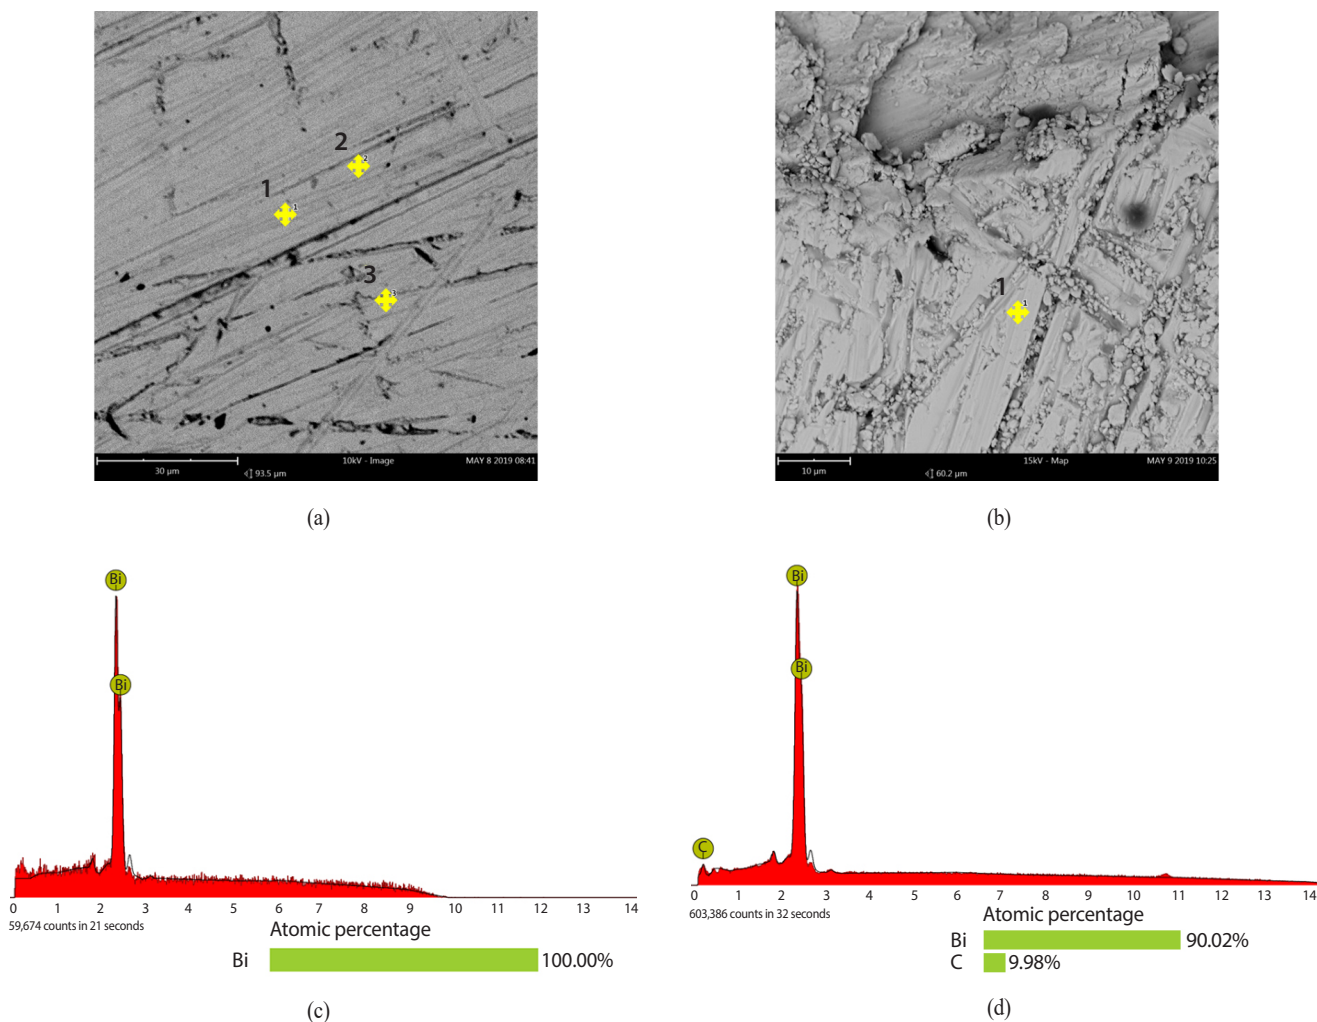 2
2
1
1
3
3
30 µm
93.5 µm
10kV - Image
MAY 8 2019 08:41
(a)
1
1
10 µm
60.2 µm
15kV - Map
MAY 9 2019 10:25
(b)
Bi
Bi
0 1 2 3 4 5 6 7 8 9 10 11 12 13 14
59,674 counts in 21 seconds
Atomic percentage
Bi 100.00%
(c)
Bi
Bi
C
0 1 2 3 4 5 6 7 8 9 10 11 12 13 14
603,386 counts in 32 seconds
Atomic percentage
Bi 90.02%
C 9.98%
(d)